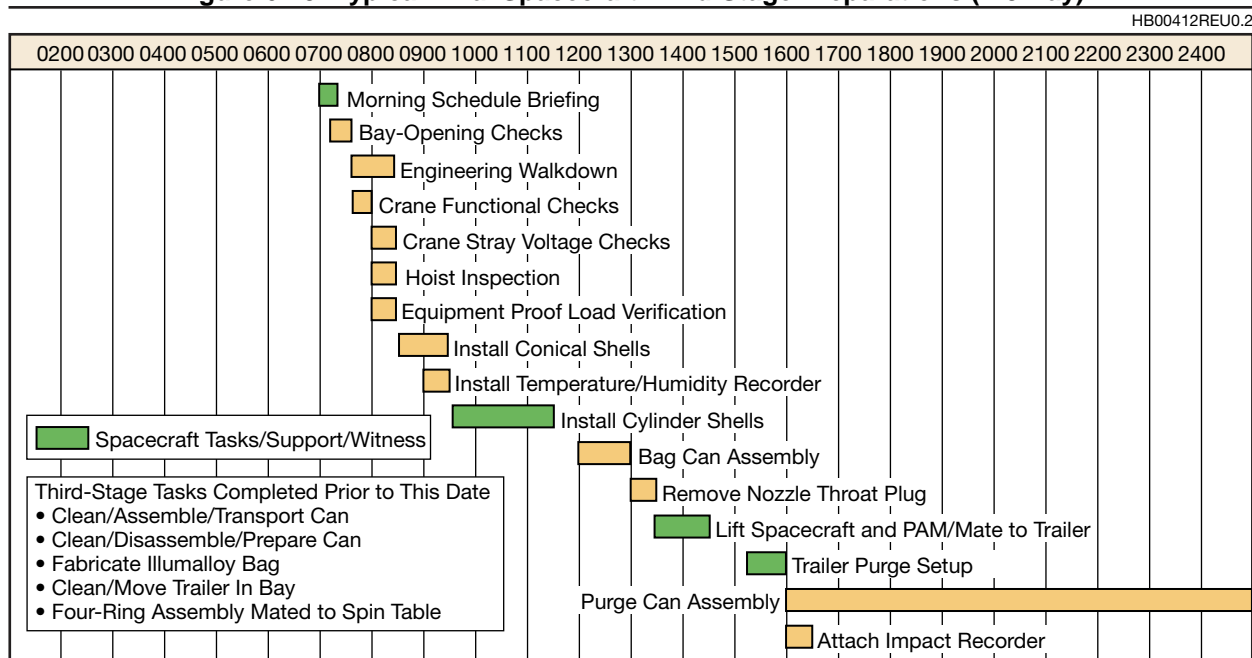 HB00412REU0.2
0200 0300 0400 0500 0600 0700 0800 0900 1000 1100 1200 1300 1400 1500 1600 1700 1800 1900 2000 2100 2200 2300 2400
Morning Schedule Briefing
Bay-Opening Checks
Engineering Walkdown
Crane Functional Checks
Crane Stray Voltage Checks
Hoist Inspection
Equipment Proof Load Verification
Install Conical Shells
Install Temperature/Humidity Recorder
Install Cylinder Shells
Bag Can Assembly
Remove Nozzle Throat Plug
Lift Spacecraft and PAM/Mate to Trailer
Trailer Purge Setup
Purge Can Assembly
Attach Impact Recorder
Spacecraft Tasks/Support/Witness
Third-Stage Tasks Completed Prior to This Date
• Clean/Assemble/Transport Can
• Clean/Disassemble/Prepare Can
• Fabricate Illumalloy Bag
• Clean/Move Trailer In Bay
• Four-Ring Assembly Mated to Spin Table